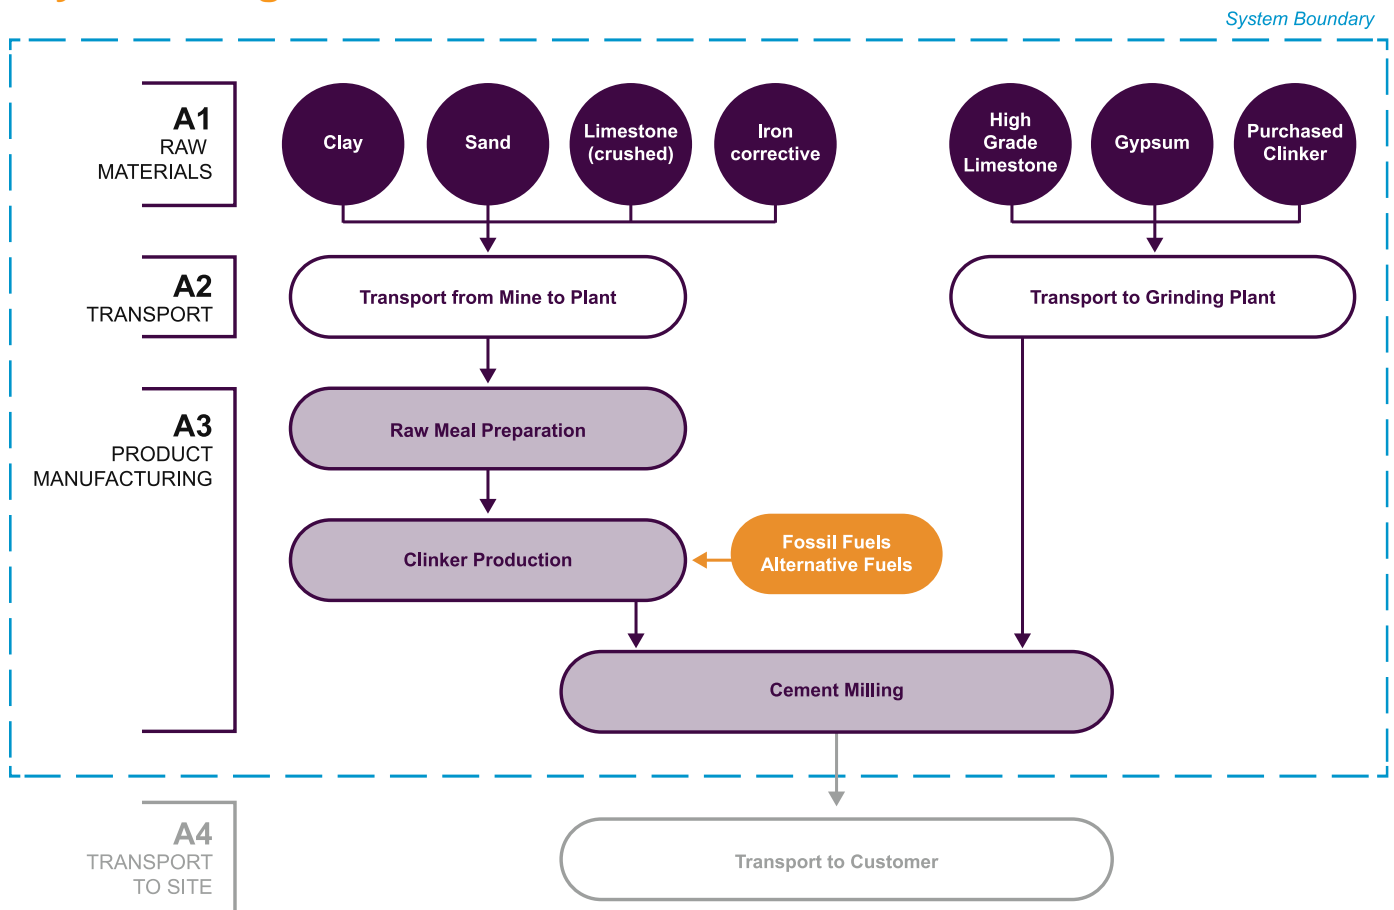 System Boundary
A1
RAW
MATERIALS
Clay
Sand
Limestone
(crushed)
Iron
corrective
High
Grade
Limestone
Gypsum
Purchased
Clinker
A2
TRANSPORT
Transport from Mine to Plant
Transport to Grinding Plant
A3
PRODUCT
MANUFACTURING
Raw Meal Preparation
Clinker Production
Fossil Fuels
Alternative Fuels
Cement Milling
A4
TRANSPORT
TO SITE
Transport to Customer